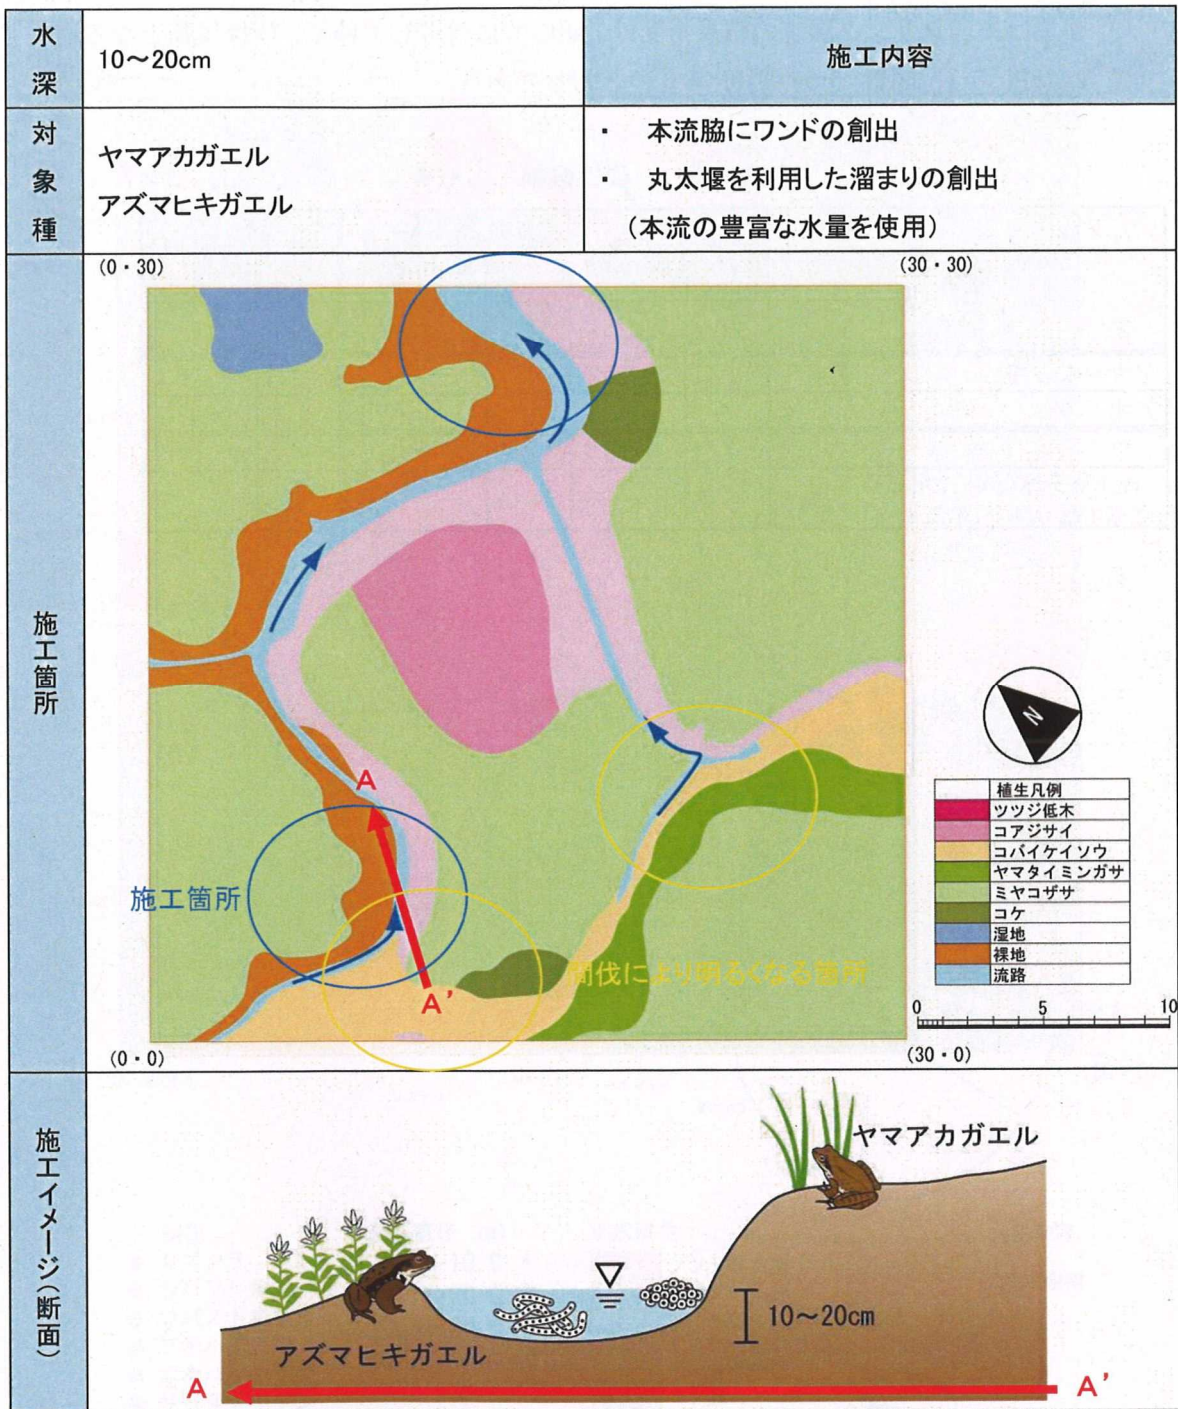 水深
10～20cm
施工内容
対象種
ヤマアカガエル
アズマヒキガエル
・ 本流脇にワンドの創出
・ 丸太堰を利用した溜まりの創出
（本流の豊富な水量を使用）
施工箇所
(0・30)
(30・30)
A
施工箇所
A'
間伐により明るくなる箇所
(0・0)
(30・0)
N
植生凡例
ツツジ低木
コアジサイ
コバイケイソウ
ヤマタイミンガサ
ミヤコザサ
コケ
湿地
裸地
流路
0 5 10
施工イメージ（断面）
ヤマアカガエル
10～20cm
アズマヒキガエル
A A'